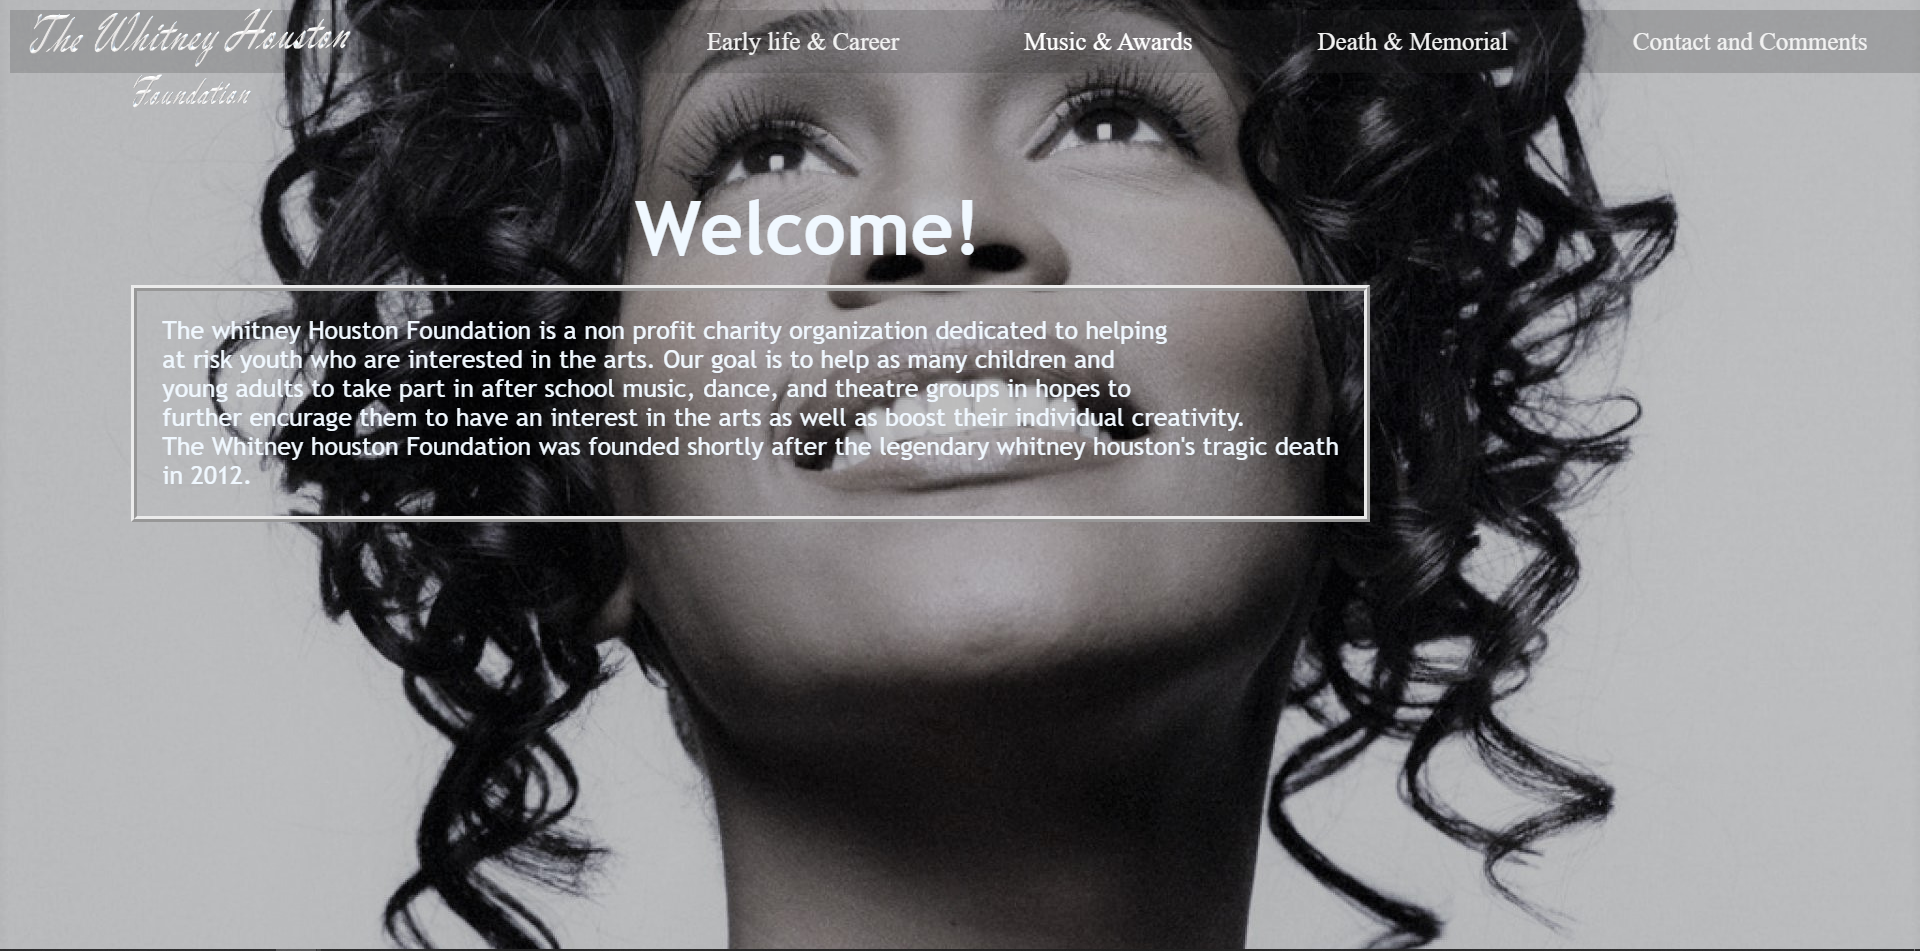 The Whitney Houston
Foundation
Early life & Career
Music & Awards
Death & Memorial
Contact and Comments
Welcome!
The whitney Houston Foundation is a non profit charity organization dedicated to helping
at risk youth who are interested in the arts. Our goal is to help as many children and
young adults to take part in after school music, dance, and theatre groups in hopes to
further encurage them to have an interest in the arts as well as boost their individual creativity.
The Whitney houston Foundation was founded shortly after the legendary whitney houston's tragic death
in 2012.